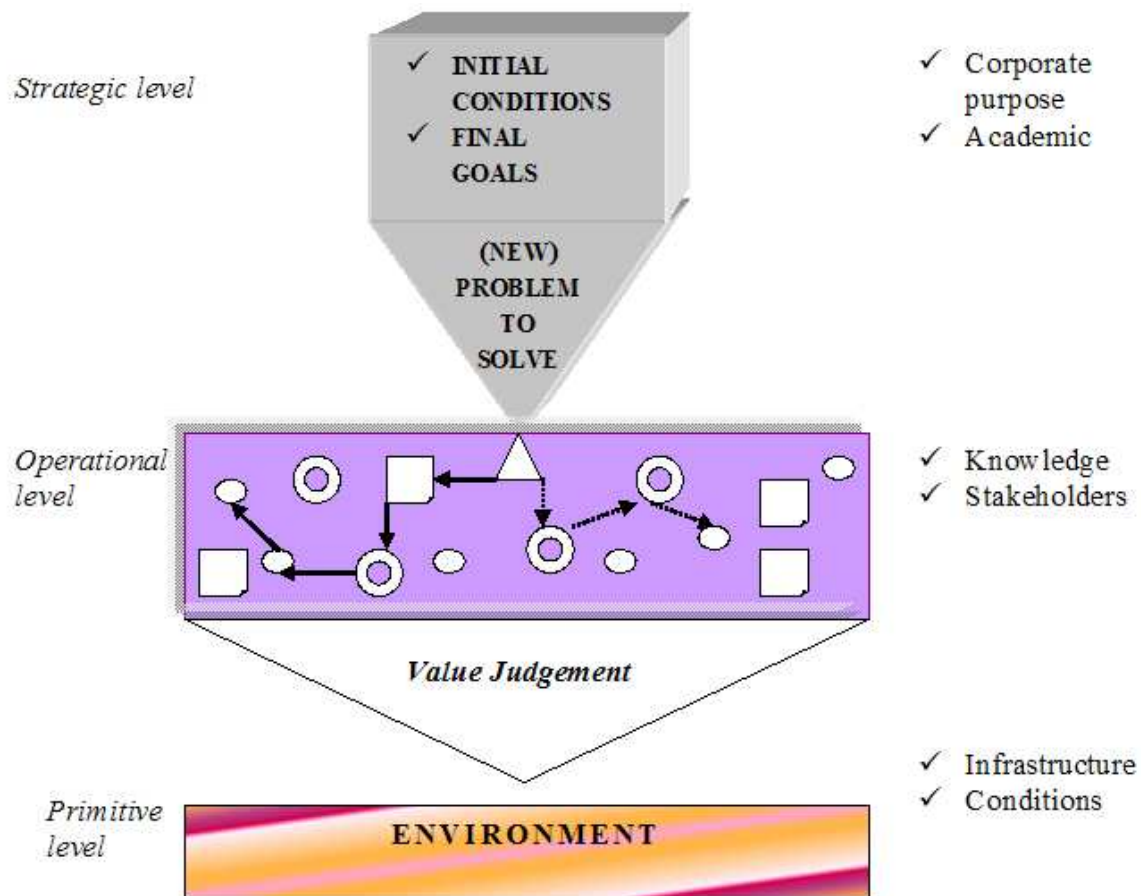 Strategic level
✓ INITIAL
CONDITIONS
✓ FINAL
GOALS
✓ Corporate
purpose
✓ Academic
(NEW)
PROBLEM
TO
SOLVE
Operational
level
✓ Knowledge
✓ Stakeholders
Value Judgement
✓ Infrastructure
✓ Conditions
Primitive
level
ENVIRONMENT